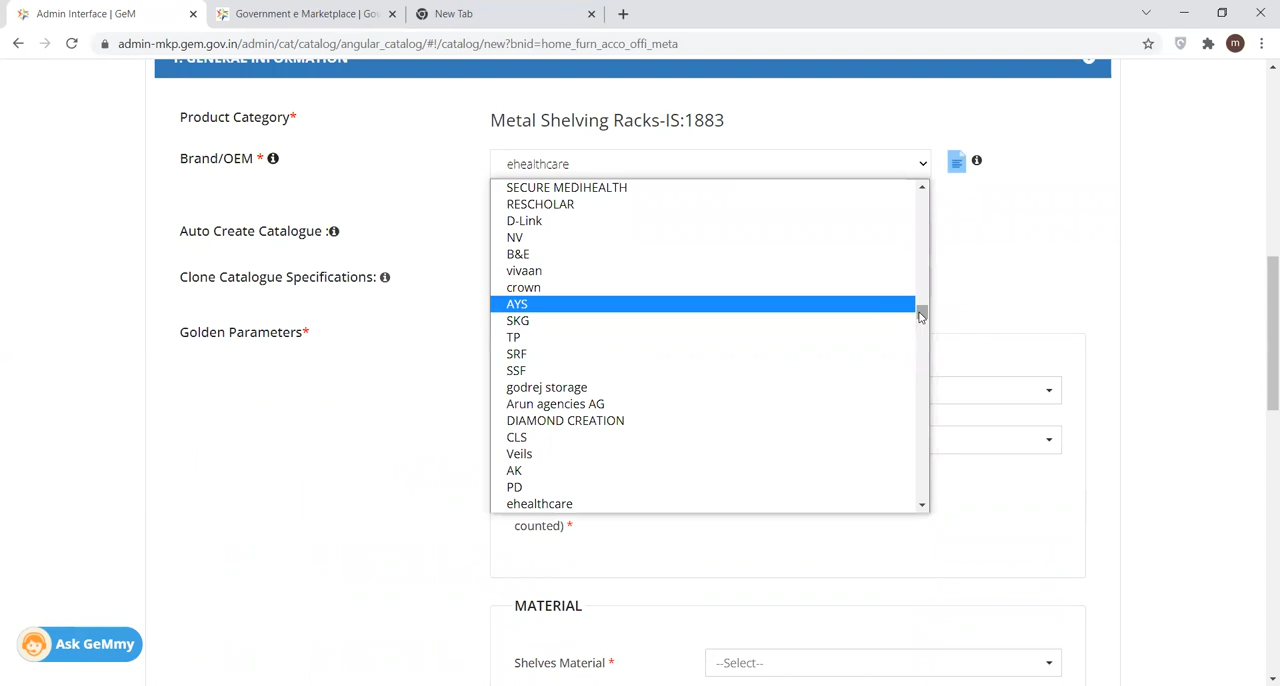 Admin Interface | GeM
Government e Marketplace | Go
New Tab
admin-mkp.gem.gov.in/admin/cat/catalog/angular_catalog/#!/catalog/new?bnid=home_furn_acco_offi_meta
m
1. GENERAL INFORMATION
Product Category*
Metal Shelving Racks-IS:1883
Brand/OEM *
ehealthcare
SECURE MEDIHEALTH
RESCHOLAR
D-Link
Auto Create Catalogue :
NV
B&E
vivaan
Clone Catalogue Specifications:
crown
AYS
SKG
Golden Parameters*
TP
SRF
SSF
godrej storage
Arun agencies AG
DIAMOND CREATION
CLS
Veils
AK
PD
ehealthcare
counted) *
MATERIAL
Shelves Material *
--Select--
Ask GeMmy